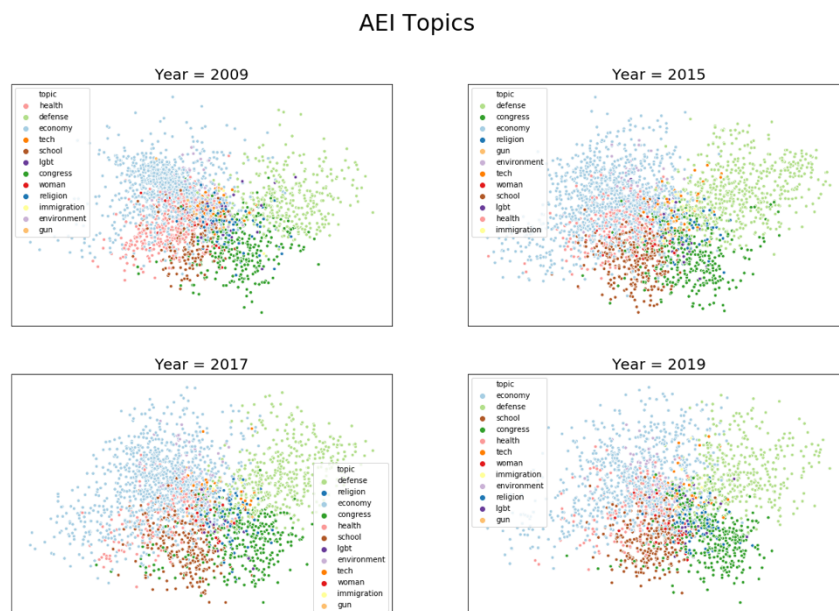 AEI Topics
Year = 2009
topic
health
defense
economy
tech
school
lgbt
congress
woman
religion
immigration
environment
gun
Year = 2015
topic
defense
congress
economy
religion
gun
environment
tech
woman
school
lgbt
health
immigration
Year = 2017
topic
defense
religion
economy
congress
health
school
lgbt
environment
tech
woman
immigration
gun
Year = 2019
topic
economy
defense
school
congress
health
tech
woman
immigration
environment
religion
lgbt
gun